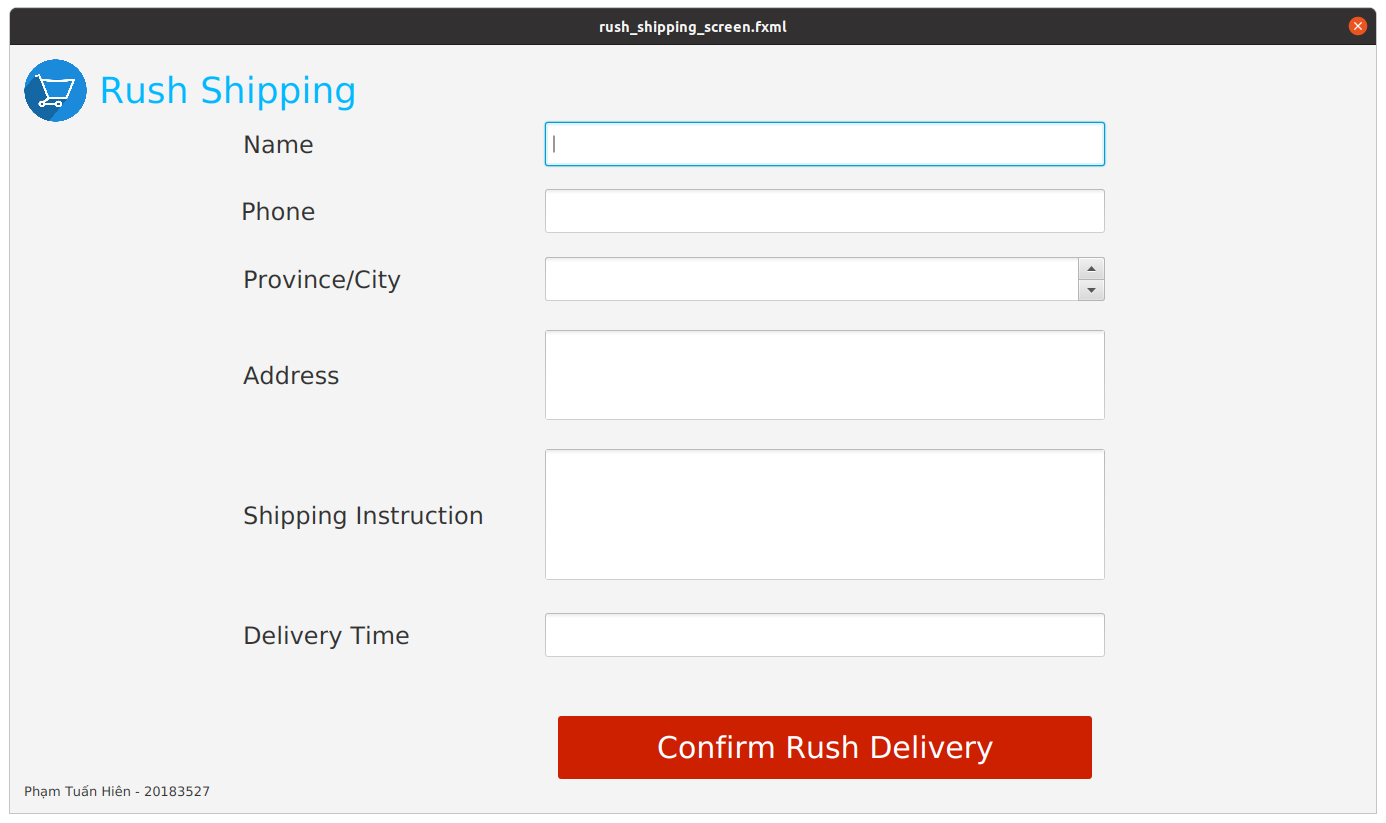 rush_shipping_screen.fxml
Rush Shipping
Name
Phone
Province/City
Address
Shipping Instruction
Delivery Time
Confirm Rush Delivery
Phạm Tuấn Hiên - 20183527